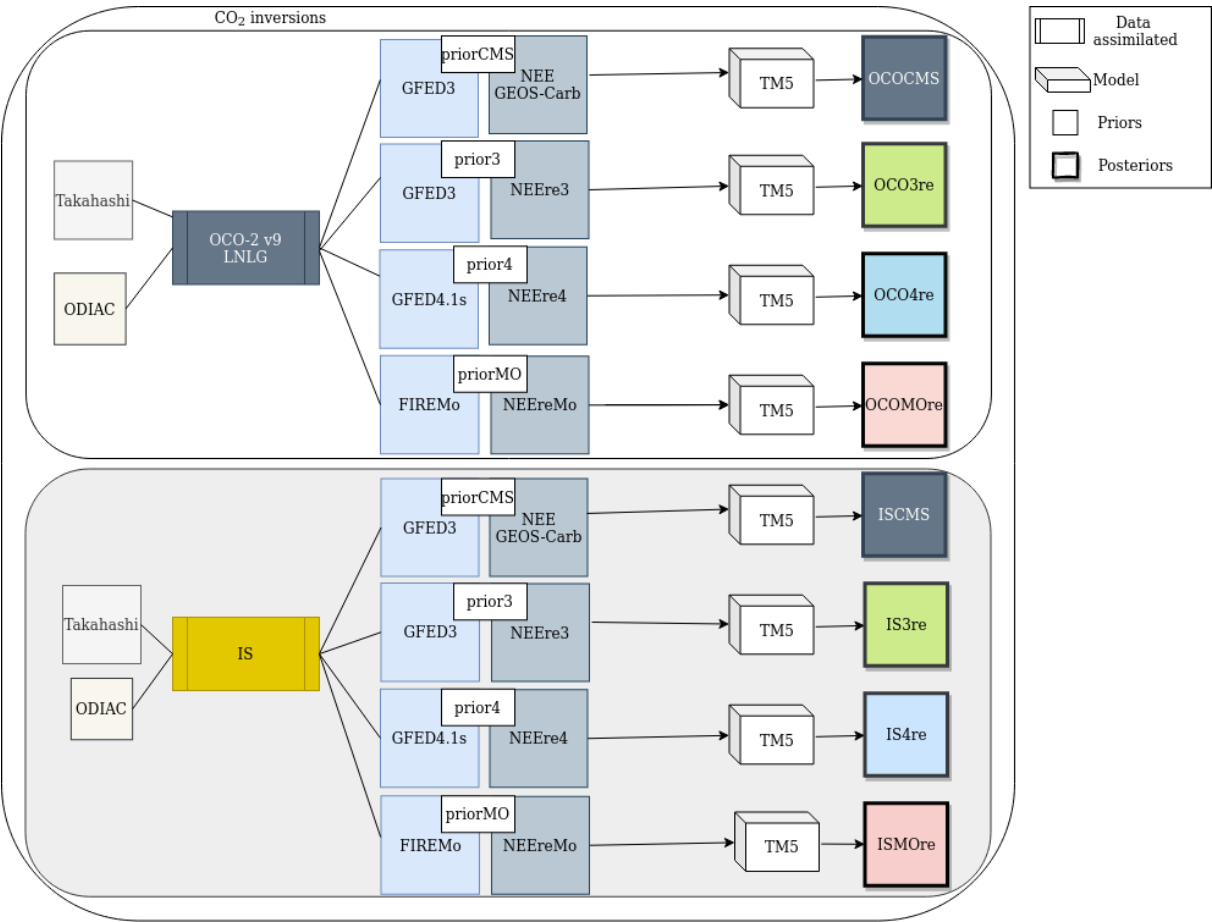 CO₂ inversions
Data
assimilated
Model
Priors
Posteriors
priorCMS
GFED3
NEE
GEOS-Carb
TM5
OCOCMS
prior3
GFED3
NEEre3
TM5
OCO3re
Takahashi
OCO-2 v9
LNLG
ODIAC
prior4
GFED4.1s
NEEre4
TM5
OCO4re
priorMO
FIREMo
NEEreMo
TM5
OCOMOre
priorCMS
GFED3
NEE
GEOS-Carb
TM5
ISCMS
prior3
GFED3
NEEre3
TM5
IS3re
Takahashi
IS
ODIAC
prior4
GFED4.1s
NEEre4
TM5
IS4re
priorMO
FIREMo
NEEreMo
TM5
ISMOre